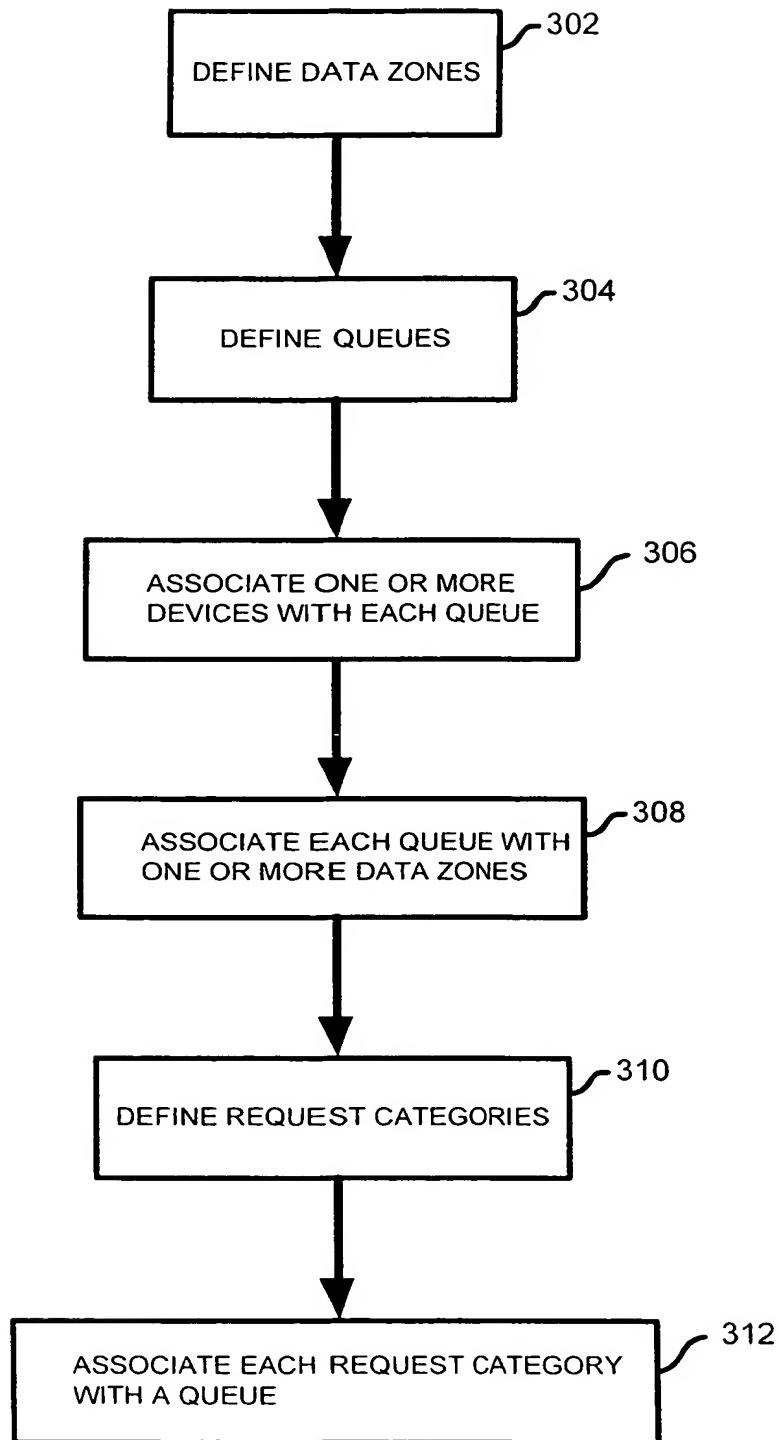 302
DEFINE DATA ZONES
304
DEFINE QUEUES
306
ASSOCIATE ONE OR MORE
DEVICES WITH EACH QUEUE
308
ASSOCIATE EACH QUEUE WITH
ONE OR MORE DATA ZONES
310
DEFINE REQUEST CATEGORIES
312
ASSOCIATE EACH REQUEST CATEGORY
WITH A QUEUE